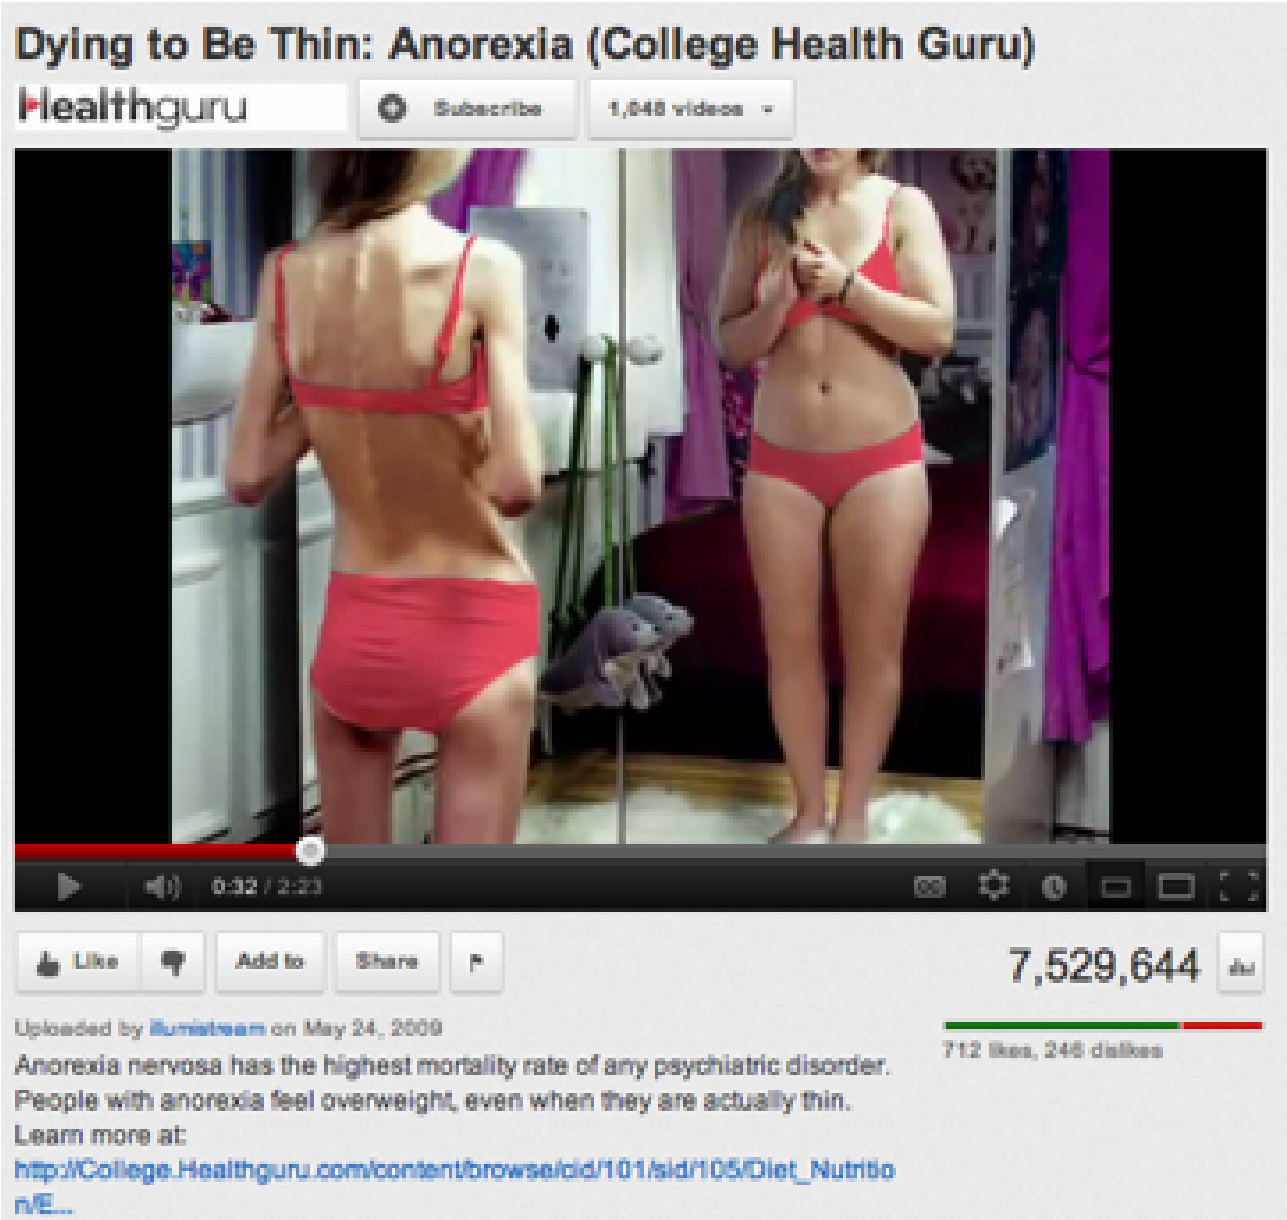 Dying to Be Thin: Anorexia (College Health Guru)
Healthguru
Subscribe
1,048 videos
0:32 / 2:23
Like
Add to
Share
7,529,644
Uploaded by illumistream on May 24, 2009
712 likes, 246 dislikes
Anorexia nervosa has the highest mortality rate of any psychiatric disorder.
People with anorexia feel overweight, even when they are actually thin.
Learn more at:
http://College.Healthguru.com/content/browse/cid/101/sid/105/Diet_Nutritio
n/E...